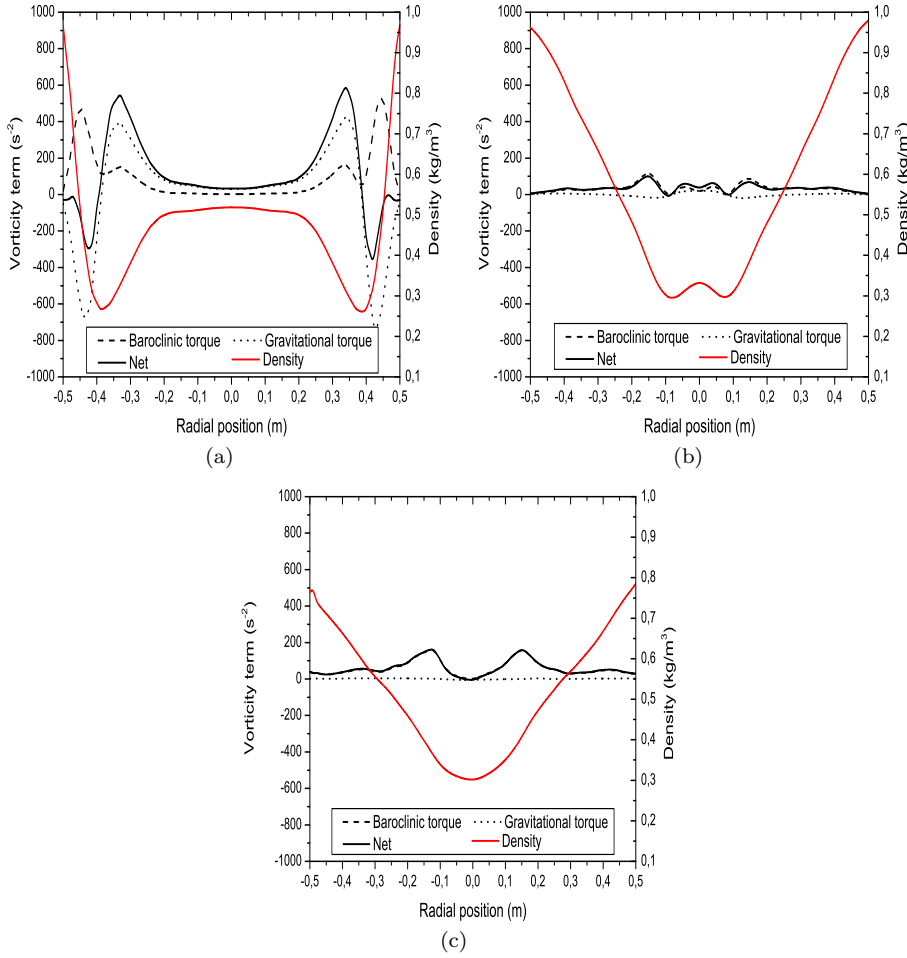 1000
800
600
400
200
0
-200
-400
-600
-800
-1000
Vorticity term (s-2)
1,0
0,9
0,8
0,7
0,6
0,5
0,4
0,3
0,2
0,1
Density (kg/m3)
Baroclinic torque
Gravitational torque
Net
Density
-0,5 -0,4 -0,3 -0,2 -0,1 0,0 0,1 0,2 0,3 0,4 0,5
Radial position (m)
(a)
1000
800
600
400
200
0
-200
-400
-600
-800
-1000
Vorticity term (s-2)
1,0
0,9
0,8
0,7
0,6
0,5
0,4
0,3
0,2
0,1
Density (kg/m3)
Baroclinic torque
Gravitational torque
Net
Density
-0,5 -0,4 -0,3 -0,2 -0,1 0,0 0,1 0,2 0,3 0,4 0,5
Radial position (m)
(b)
1000
800
600
400
200
0
-200
-400
-600
-800
-1000
Vorticity term (s-2)
1,0
0,9
0,8
0,7
0,6
0,5
0,4
0,3
0,2
0,1
Density (kg/m3)
Baroclinic torque
Gravitational torque
Net
Density
-0,5 -0,4 -0,3 -0,2 -0,1 0,0 0,1 0,2 0,3 0,4 0,5
Radial position (m)
(c)